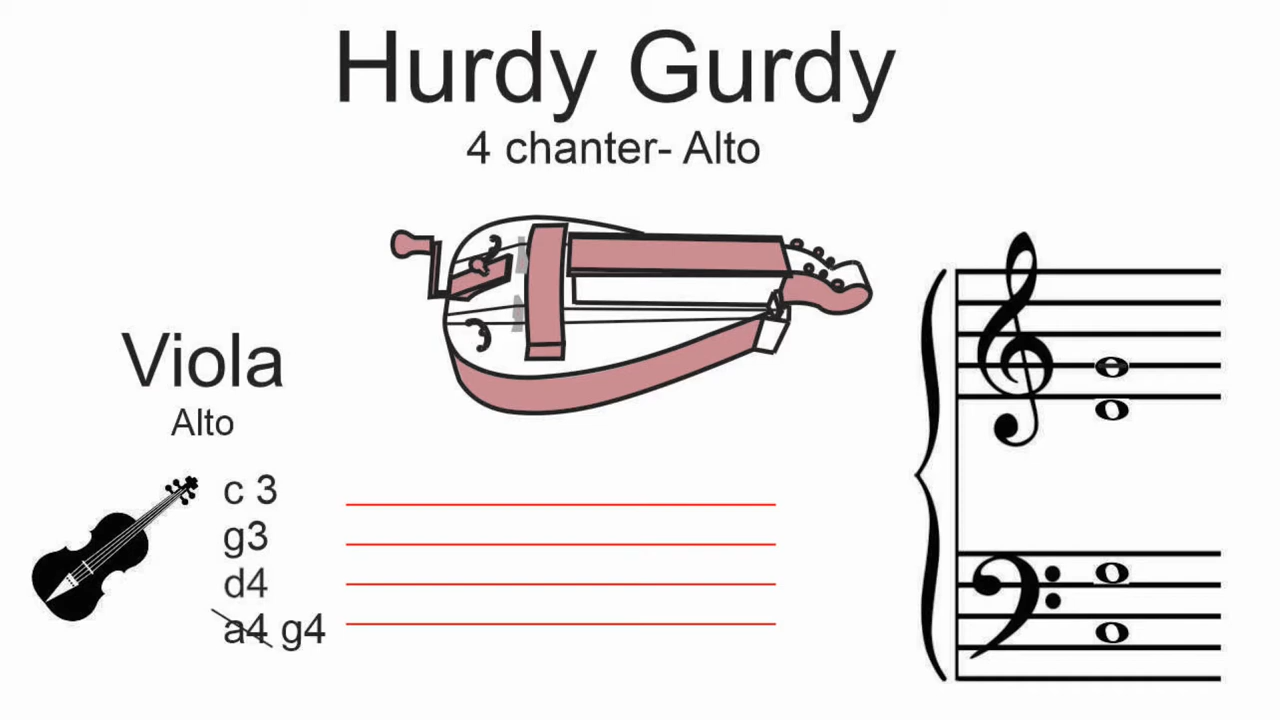 Hurdy Gurdy
4 chanter- Alto
Viola
Alto
c 3
g3
d4
a4 g4